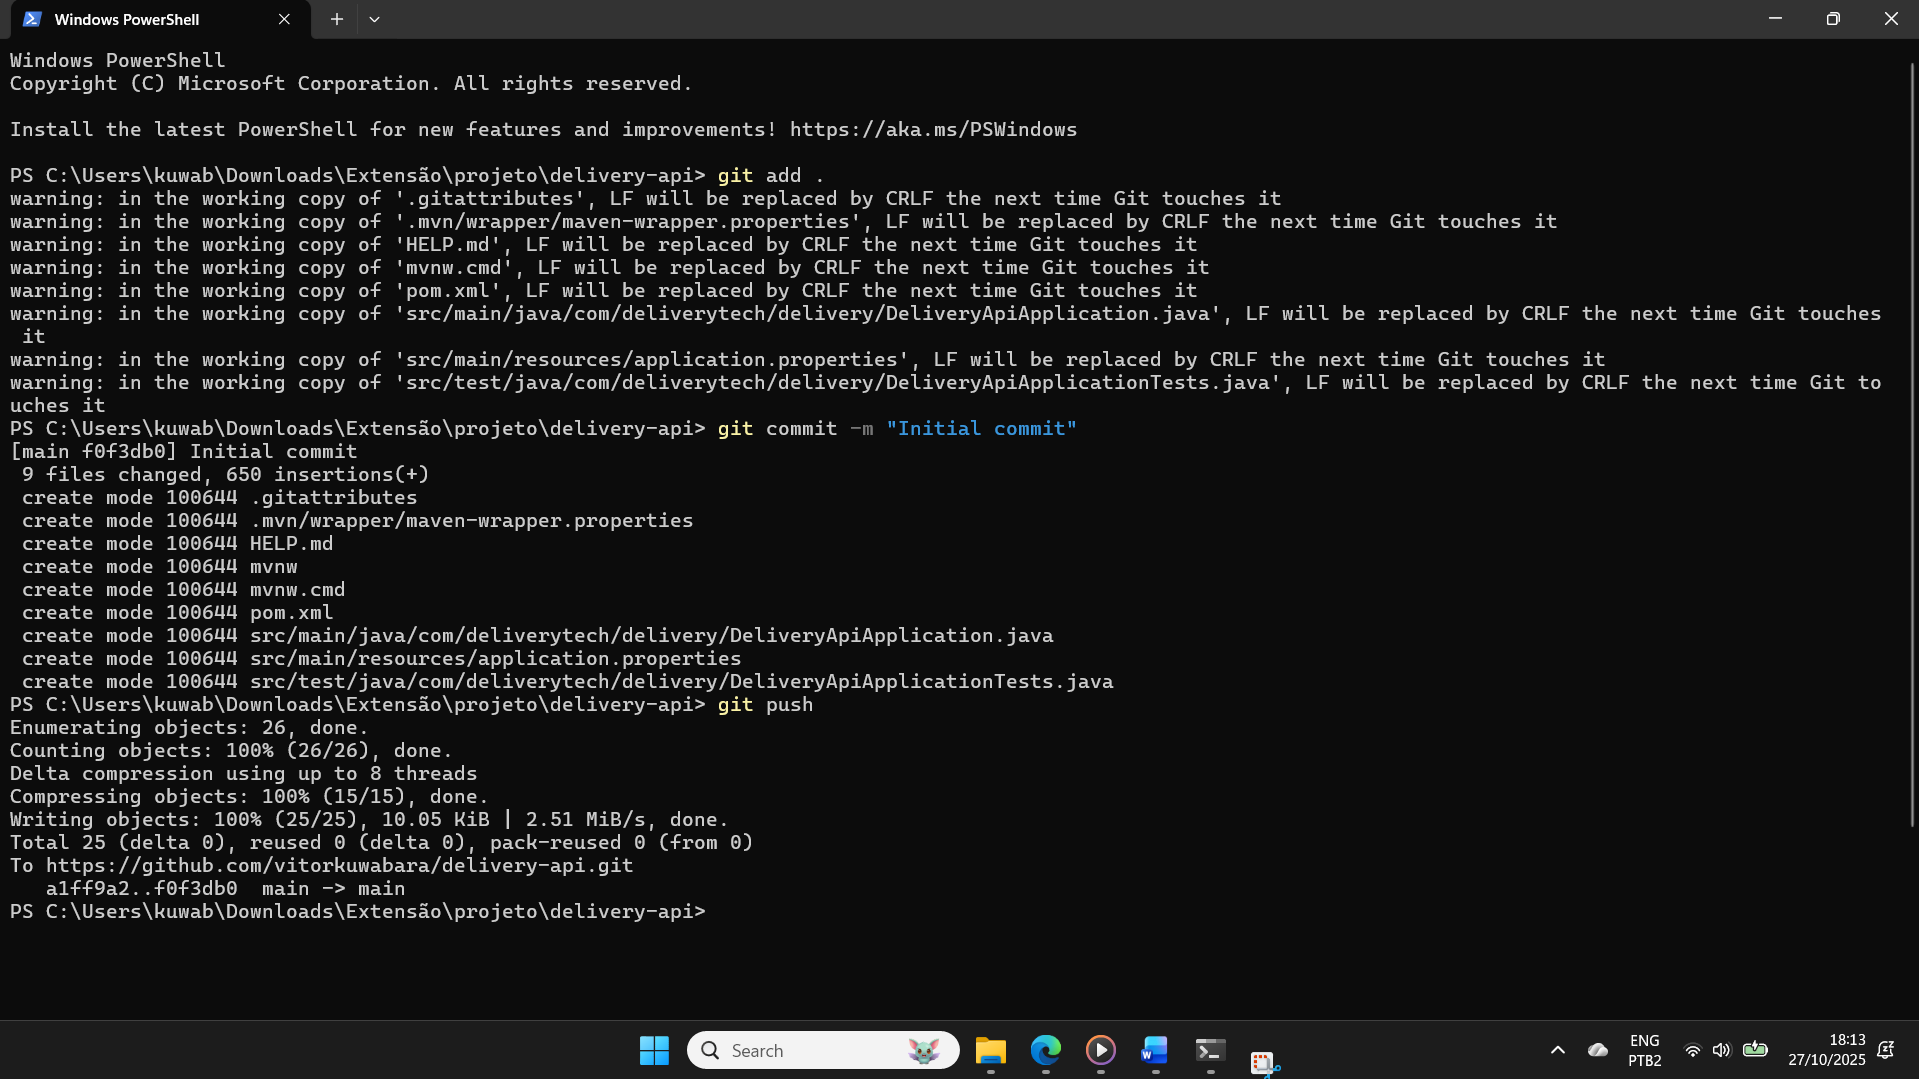 Windows PowerShell
Windows PowerShell
Copyright (C) Microsoft Corporation. All rights reserved.
Install the latest PowerShell for new features and improvements! https://aka.ms/PSWindows
PS C:\Users\kuwab\Downloads\Extensão\projeto\delivery-api> git add .
warning: in the working copy of '.gitattributes', LF will be replaced by CRLF the next time Git touches it
warning: in the working copy of '.mvn/wrapper/maven-wrapper.properties', LF will be replaced by CRLF the next time Git touches it
warning: in the working copy of 'HELP.md', LF will be replaced by CRLF the next time Git touches it
warning: in the working copy of 'mvnw.cmd', LF will be replaced by CRLF the next time Git touches it
warning: in the working copy of 'pom.xml', LF will be replaced by CRLF the next time Git touches it
warning: in the working copy of 'src/main/java/com/deliverytech/delivery/DeliveryApiApplication.java', LF will be replaced by CRLF the next time Git touches
 it
warning: in the working copy of 'src/main/resources/application.properties', LF will be replaced by CRLF the next time Git touches it
warning: in the working copy of 'src/test/java/com/deliverytech/delivery/DeliveryApiApplicationTests.java', LF will be replaced by CRLF the next time Git to
uches it
PS C:\Users\kuwab\Downloads\Extensão\projeto\delivery-api> git commit -m "Initial commit"
[main f0f3db0] Initial commit
 9 files changed, 650 insertions(+)
 create mode 100644 .gitattributes
 create mode 100644 .mvn/wrapper/maven-wrapper.properties
 create mode 100644 HELP.md
 create mode 100644 mvnw
 create mode 100644 mvnw.cmd
 create mode 100644 pom.xml
 create mode 100644 src/main/java/com/deliverytech/delivery/DeliveryApiApplication.java
 create mode 100644 src/main/resources/application.properties
 create mode 100644 src/test/java/com/deliverytech/delivery/DeliveryApiApplicationTests.java
PS C:\Users\kuwab\Downloads\Extensão\projeto\delivery-api> git push
Enumerating objects: 26, done.
Counting objects: 100% (26/26), done.
Delta compression using up to 8 threads
Compressing objects: 100% (15/15), done.
Writing objects: 100% (25/25), 10.05 KiB | 2.51 MiB/s, done.
Total 25 (delta 0), reused 0 (delta 0), pack-reused 0 (from 0)
To https://github.com/vitorkuwabara/delivery-api.git
   a1ff9a2..f0f3db0  main -> main
PS C:\Users\kuwab\Downloads\Extensão\projeto\delivery-api>
Search
ENG
PTB2
18:13
27/10/2025